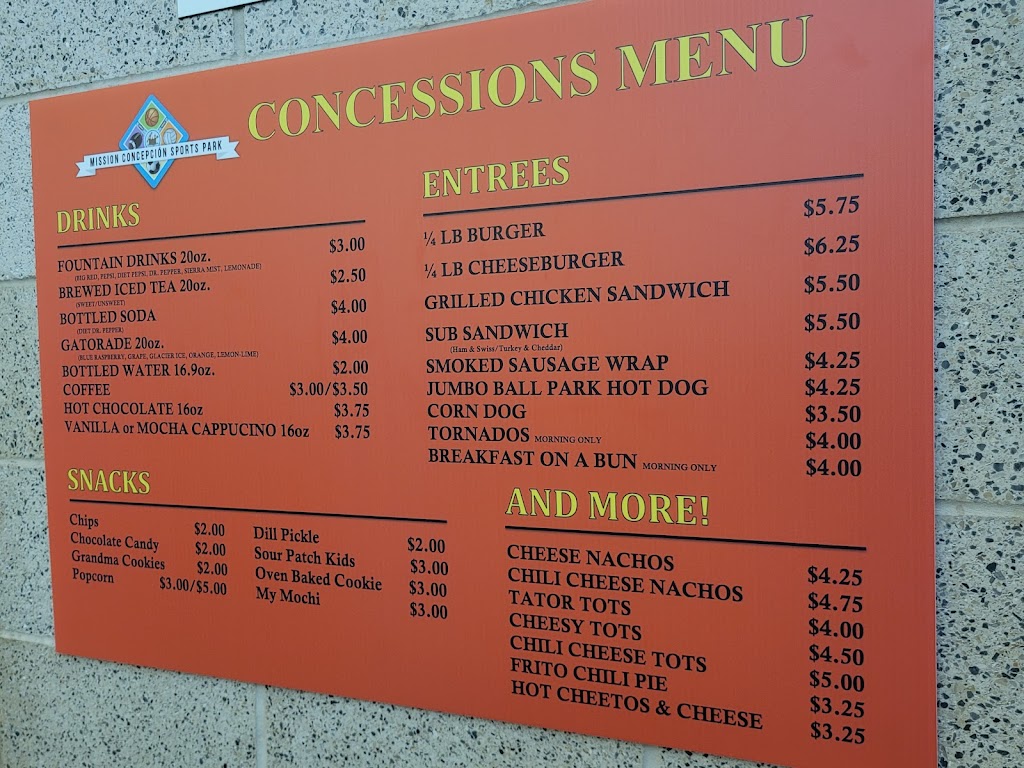 CONCESSIONS MENU
MISSION CONCEPCIÓN SPORTS PARK
DRINKS
FOUNTAIN DRINKS 20oz. $3.00
(BIG RED, PEPSI, DIET PEPSI, DR. PEPPER, SIERRA MIST, LEMONADE)
BREWED ICED TEA 20oz. $2.50
(SWEET/UNSWEET)
BOTTLED SODA $4.00
(DIET DR. PEPPER)
GATORADE 20oz. $4.00
(BLUE RASPBERRY, GRAPE, GLACIER ICE, ORANGE, LEMON-LIME)
BOTTLED WATER 16.9oz. $2.00
COFFEE $3.00/$3.50
HOT CHOCOLATE 16oz $3.75
VANILLA or MOCHA CAPPUCINO 16oz $3.75
SNACKS
Chips $2.00
Chocolate Candy $2.00
Grandma Cookies $2.00
Popcorn $3.00/$5.00
Dill Pickle $2.00
Sour Patch Kids $3.00
Oven Baked Cookie $3.00
My Mochi $3.00
ENTREES
¼ LB BURGER $5.75
¼ LB CHEESEBURGER $6.25
GRILLED CHICKEN SANDWICH $5.50
SUB SANDWICH $5.50
(Ham & Swiss/Turkey & Cheddar)
SMOKED SAUSAGE WRAP $4.25
JUMBO BALL PARK HOT DOG $4.25
CORN DOG $3.50
TORNADOS MORNING ONLY $4.00
BREAKFAST ON A BUN MORNING ONLY $4.00
AND MORE!
CHEESE NACHOS $4.25
CHILI CHEESE NACHOS $4.75
TATOR TOTS $4.00
CHEESY TOTS $4.50
CHILI CHEESE TOTS $5.00
FRITO CHILI PIE $3.25
HOT CHEETOS & CHEESE $3.25